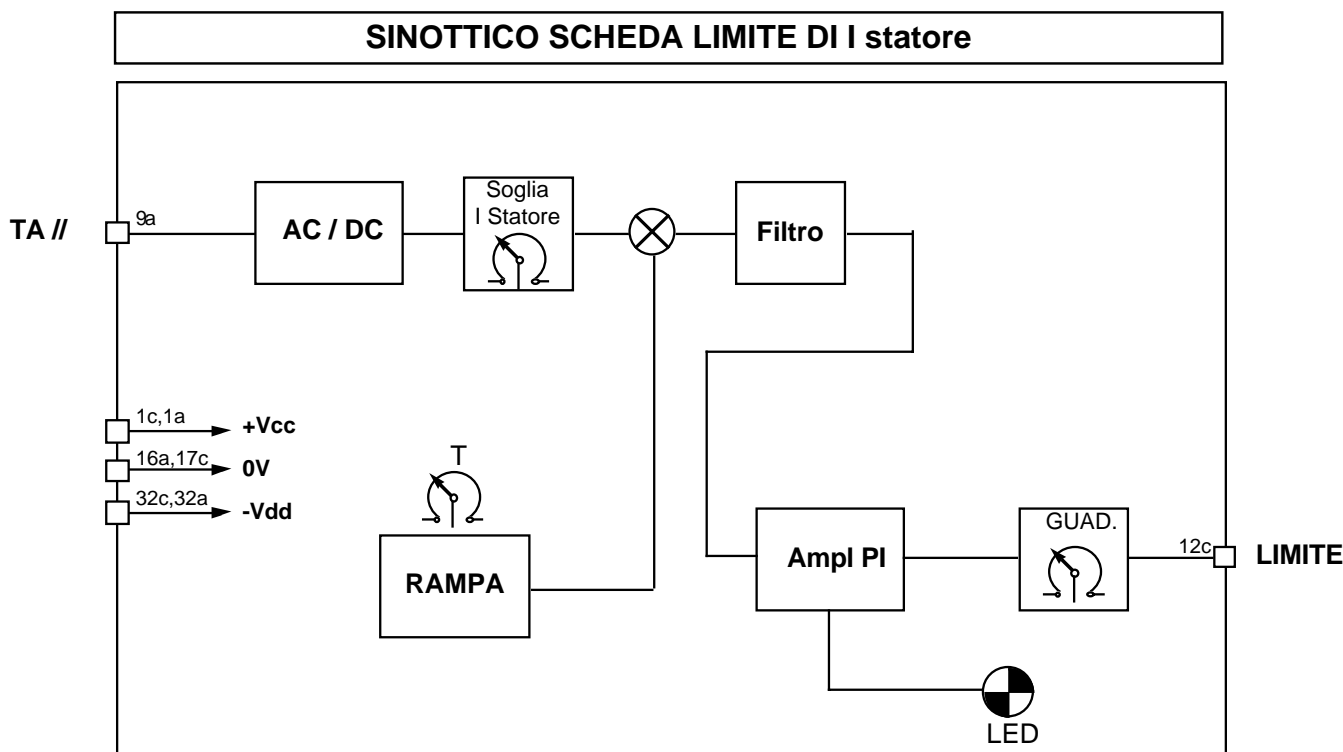 SINOTTICO SCHEDA LIMITE DI I statore
TA //
9a
AC / DC
Soglia
I Statore
Filtro
1c,1a
+Vcc
16a,17c
0V
32c,32a
-Vdd
T
RAMPA
Ampl PI
GUAD.
12c
LIMITE
LED